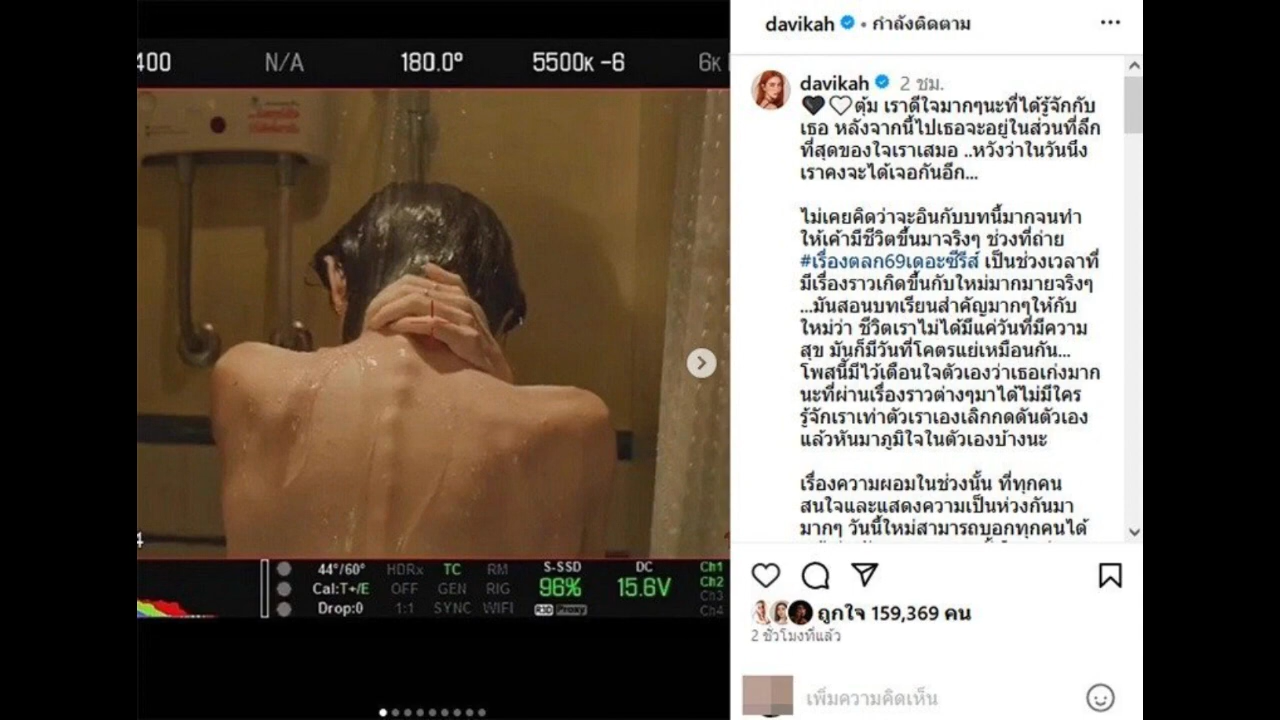 400 N/A 180.0° 5500K -6 6K
44°/60° HDRx TC RM S-SSD DC Ch1
Cal:T+/E OFF GEN RIG 96% 15.6V Ch2
Drop:0 1:1 SYNC WIFI R3D Proxy Ch3
Ch4
davikah • กำลังติดตาม
davikah 2 ชม.
🖤🤍ตุ้ม เราดีใจมากๆนะที่ได้รู้จักกับ
เธอ หลังจากนี้ไปเธอจะอยู่ในส่วนที่ลึก
ที่สุดของใจเราเสมอ ..หวังว่าในวันนึง
เราคงจะได้เจอกันอีก...
ไม่เคยคิดว่าจะอินกับบทนี้มากจนทำ
ให้เค้ามีชีวิตขึ้นมาจริงๆ ช่วงที่ถ่าย
#เรื่องตลก69เดอะซีรีส์ เป็นช่วงเวลาที่
มีเรื่องราวเกิดขึ้นกับใหม่มากมายจริงๆ
...มันสอนบทเรียนสำคัญมากๆให้กับ
ใหม่ว่า ชีวิตเราไม่ได้มีแค่วันที่มีความ
สุข มันก็มีวันที่โคตรแย่เหมือนกัน...
โพสนี้มีไว้เตือนใจตัวเองว่าเธอเก่งมาก
นะที่ผ่านเรื่องราวต่างๆมาได้ไม่มีใคร
รู้จักเราเท่าตัวเราเองเลิกกดดันตัวเอง
แล้วหันมาภูมิใจในตัวเองบ้างนะ
เรื่องความผอมในช่วงนั้น ที่ทุกคน
สนใจและแสดงความเป็นห่วงกันมา
มากๆ วันนี้ใหม่สามารถบอกทุกคนได้
ถูกใจ 159,369 คน
2 ชั่วโมงที่แล้ว
เพิ่มความคิดเห็น